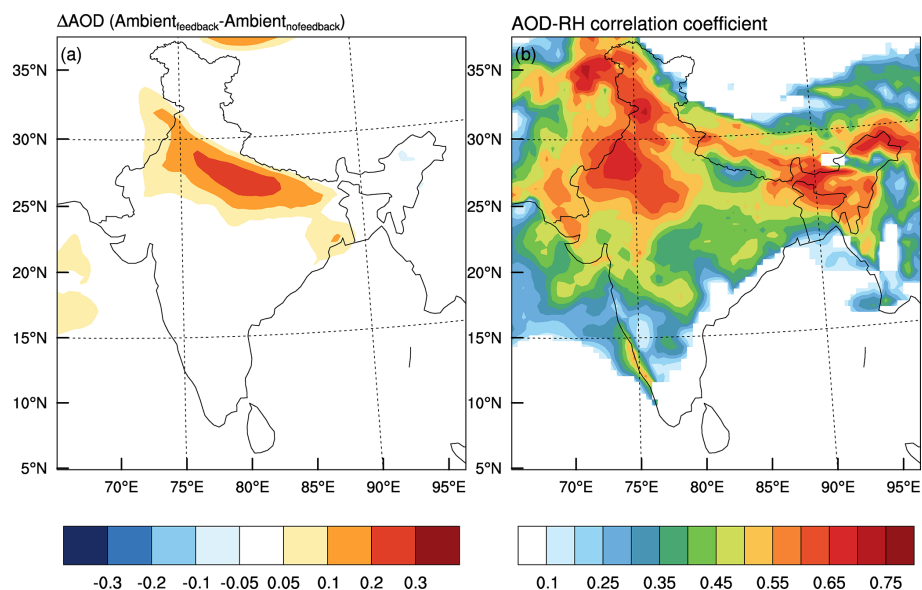 ΔAOD (Ambientfeedback-Ambientnofeedback)
AOD-RH correlation coefficient
(a)
(b)
35°N
30°N
25°N
20°N
15°N
10°N
5°N
70°E 75°E 80°E 85°E 90°E 95°E
35°N
30°N
25°N
20°N
15°N
10°N
5°N
70°E 75°E 80°E 85°E 90°E 95°E
-0.3 -0.2 -0.1 -0.05 0.05 0.1 0.2 0.3
0.1 0.25 0.35 0.45 0.55 0.65 0.75